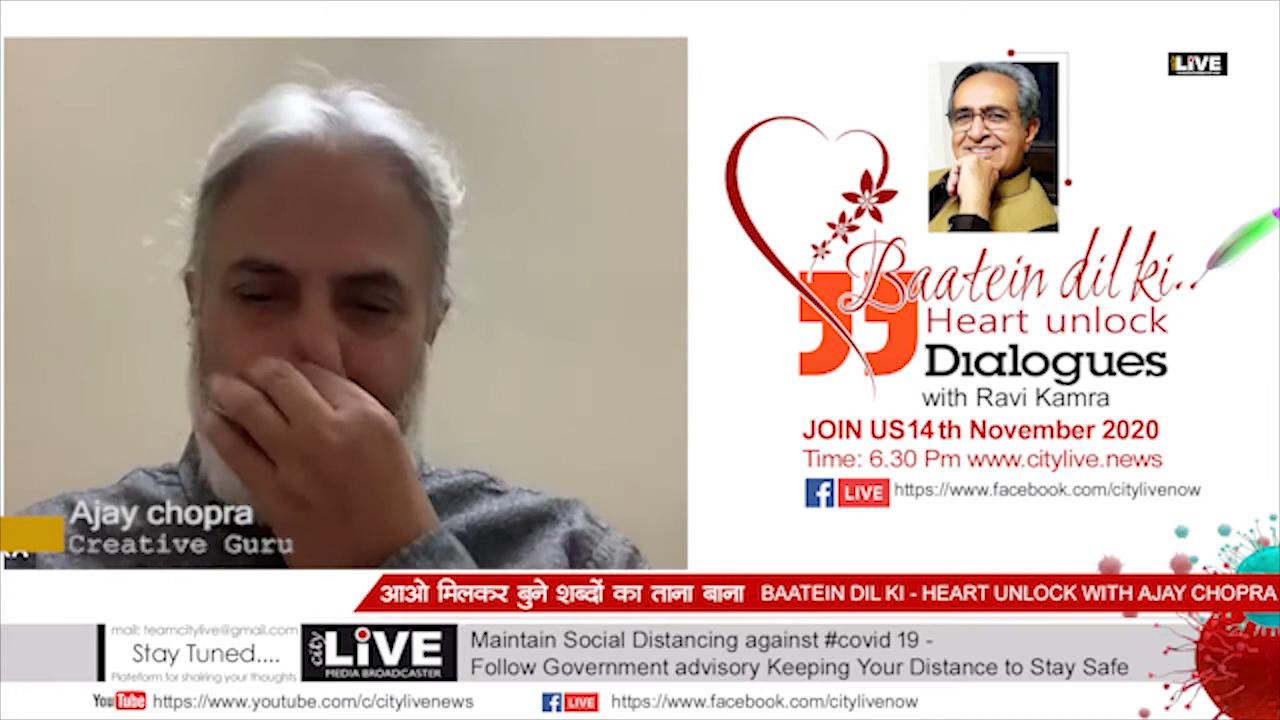 LiVE
Baatein dil ki..
Heart unlock
Dialogues
with Ravi Kamra
JOIN US14th November 2020
Time: 6.30 Pm www.citylive.news
LIVE https://www.facebook.com/citylivenow
Ajay chopra
Creative Guru
आओ मिलकर बुने शब्दों का ताना बाना BAATEIN DIL KI - HEART UNLOCK WITH AJAY CHOPRA
mail: teamcitylive@gmail.com
Stay Tuned....
Plateform for shaking your thoughts
city LiVE
MEDIA BROADCASTER
Maintain Social Distancing against #covid 19 -
Follow Government advisory Keeping Your Distance to Stay Safe
YouTube https://www.youtube.com/c/citylivenews
LIVE https://www.facebook.com/citylivenow